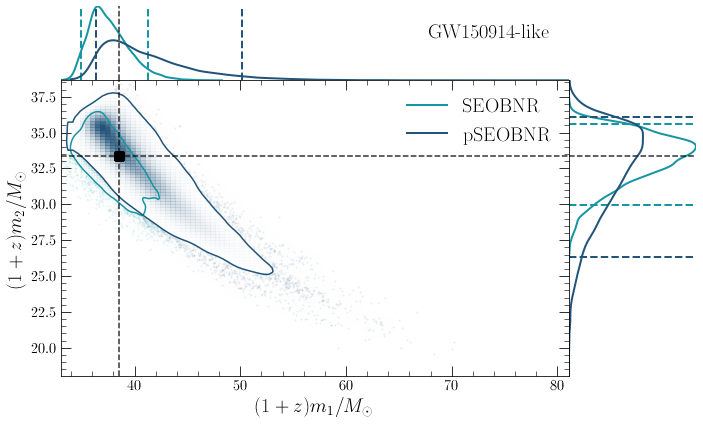 GW150914-like
SEOBNR
pSEOBNR
37.5
35.0
32.5
30.0
27.5
25.0
22.5
20.0
(1 + z)m₂/M⊙
40
50
60
70
80
(1 + z)m₁/M⊙